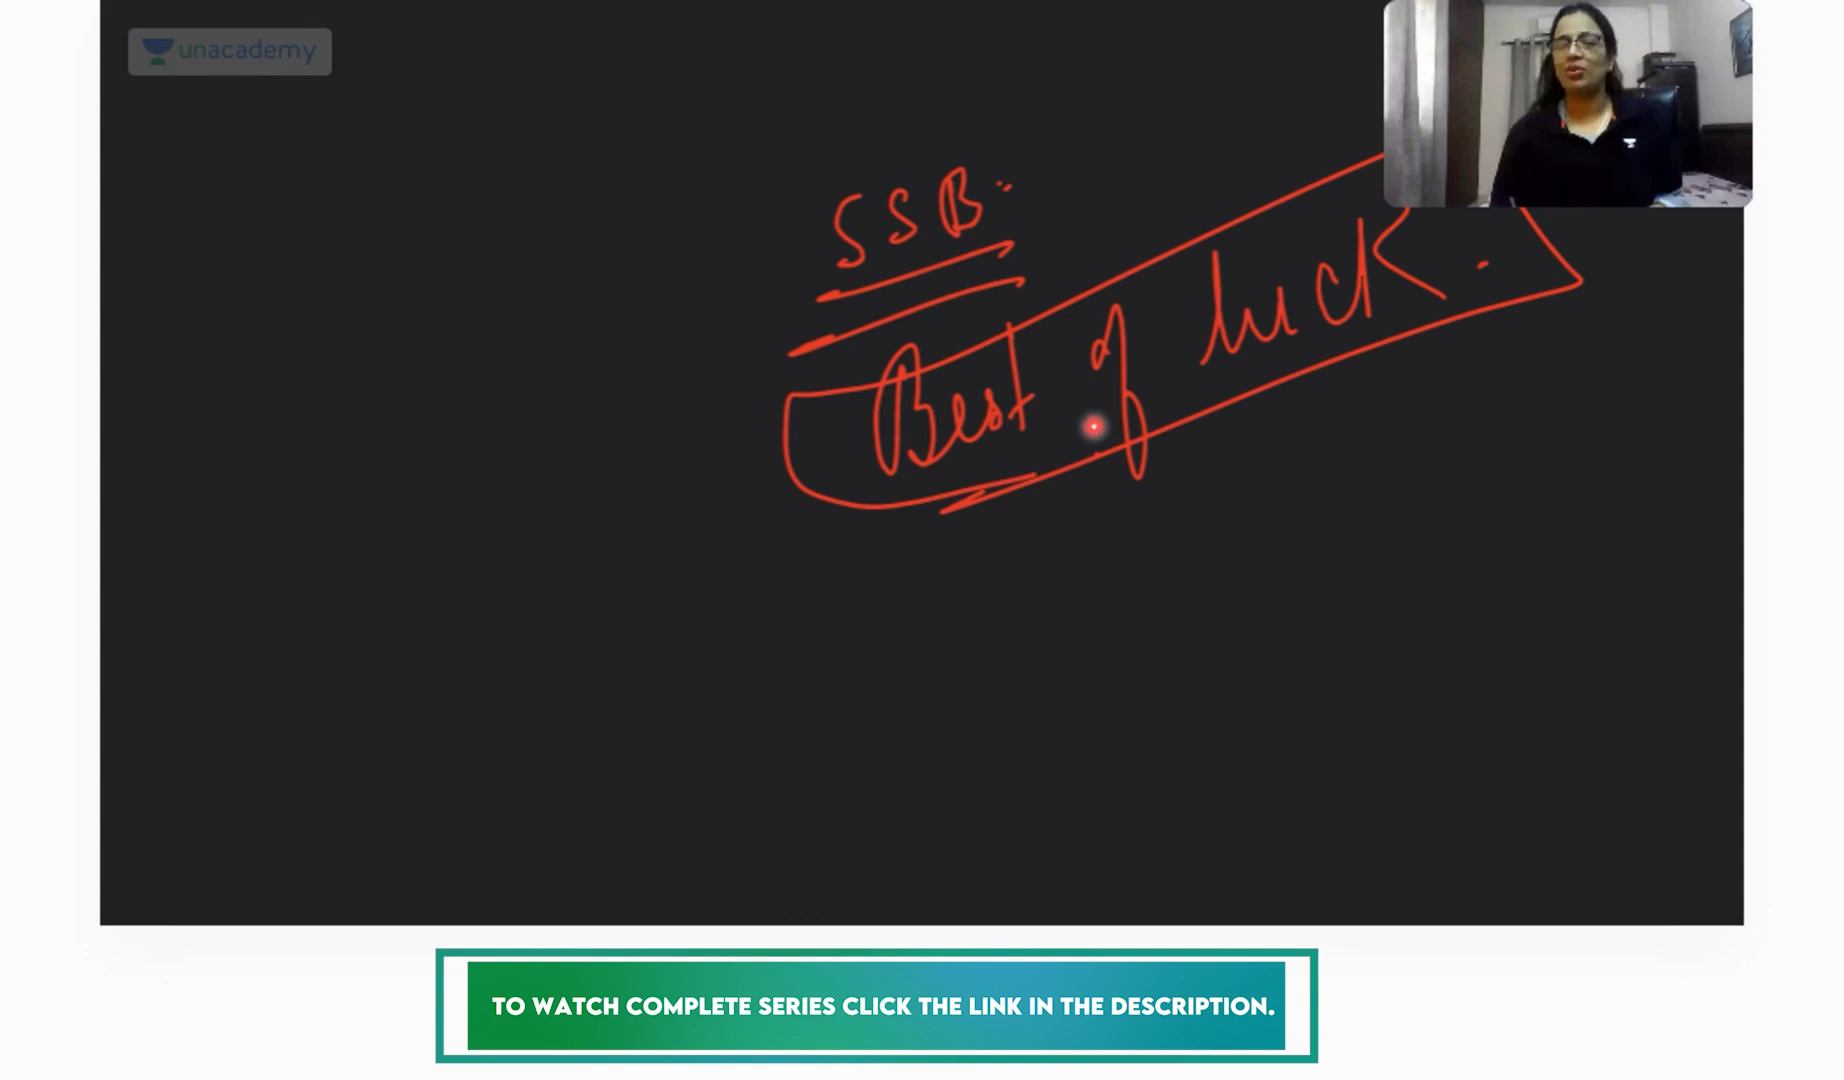 unacademy
SSB:
Best of luck.
TO WATCH COMPLETE SERIES CLICK THE LINK IN THE DESCRIPTION.